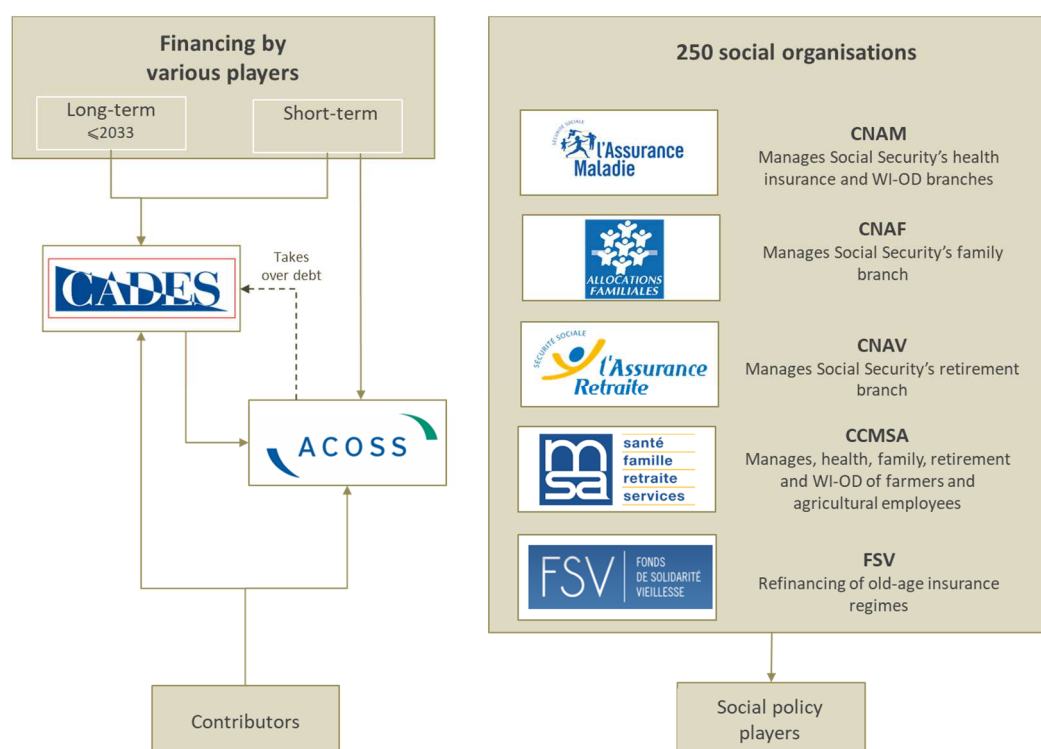 Financing by
various players
Long-term
⩽2033
Short-term
CADES
Takes
over debt
ACOSS
Contributors
250 social organisations
SÉCURITÉ SOCIALE
l'Assurance
Maladie
CNAM
Manages Social Security's health
insurance and WI-OD branches
ALLOCATIONS
FAMILIALES
CNAF
Manages Social Security's family
branch
SÉCURITÉ SOCIALE
l'Assurance
Retraite
CNAV
Manages Social Security's retirement
branch
msa
santé
famille
retraite
services
CCMSA
Manages, health, family, retirement
and WI-OD of farmers and
agricultural employees
FSV
FONDS
DE SOLIDARITÉ
VIEILLESSE
FSV
Refinancing of old-age insurance
regimes
Social policy
players